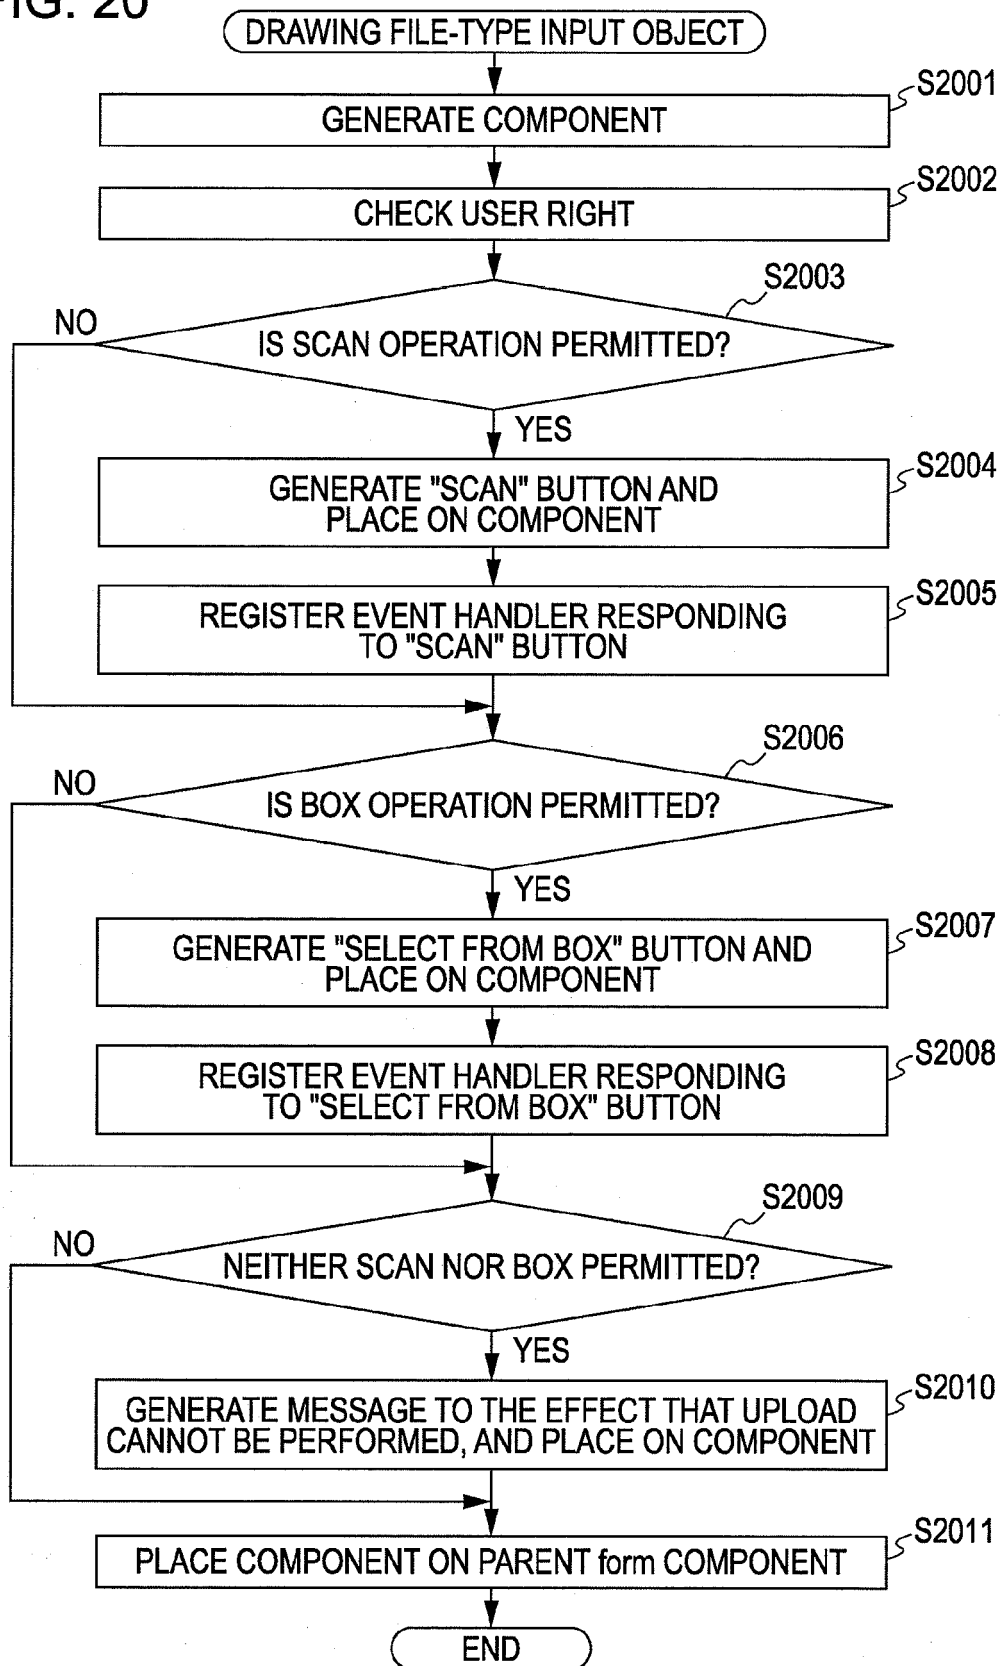 FIG. 20
DRAWING FILE-TYPE INPUT OBJECT
S2001
GENERATE COMPONENT
S2002
CHECK USER RIGHT
S2003
NO
IS SCAN OPERATION PERMITTED?
YES
S2004
GENERATE "SCAN" BUTTON AND
PLACE ON COMPONENT
S2005
REGISTER EVENT HANDLER RESPONDING
TO "SCAN" BUTTON
S2006
NO
IS BOX OPERATION PERMITTED?
YES
S2007
GENERATE "SELECT FROM BOX" BUTTON AND
PLACE ON COMPONENT
S2008
REGISTER EVENT HANDLER RESPONDING
TO "SELECT FROM BOX" BUTTON
S2009
NO
NEITHER SCAN NOR BOX PERMITTED?
YES
S2010
GENERATE MESSAGE TO THE EFFECT THAT UPLOAD
CANNOT BE PERFORMED, AND PLACE ON COMPONENT
S2011
PLACE COMPONENT ON PARENT form COMPONENT
END